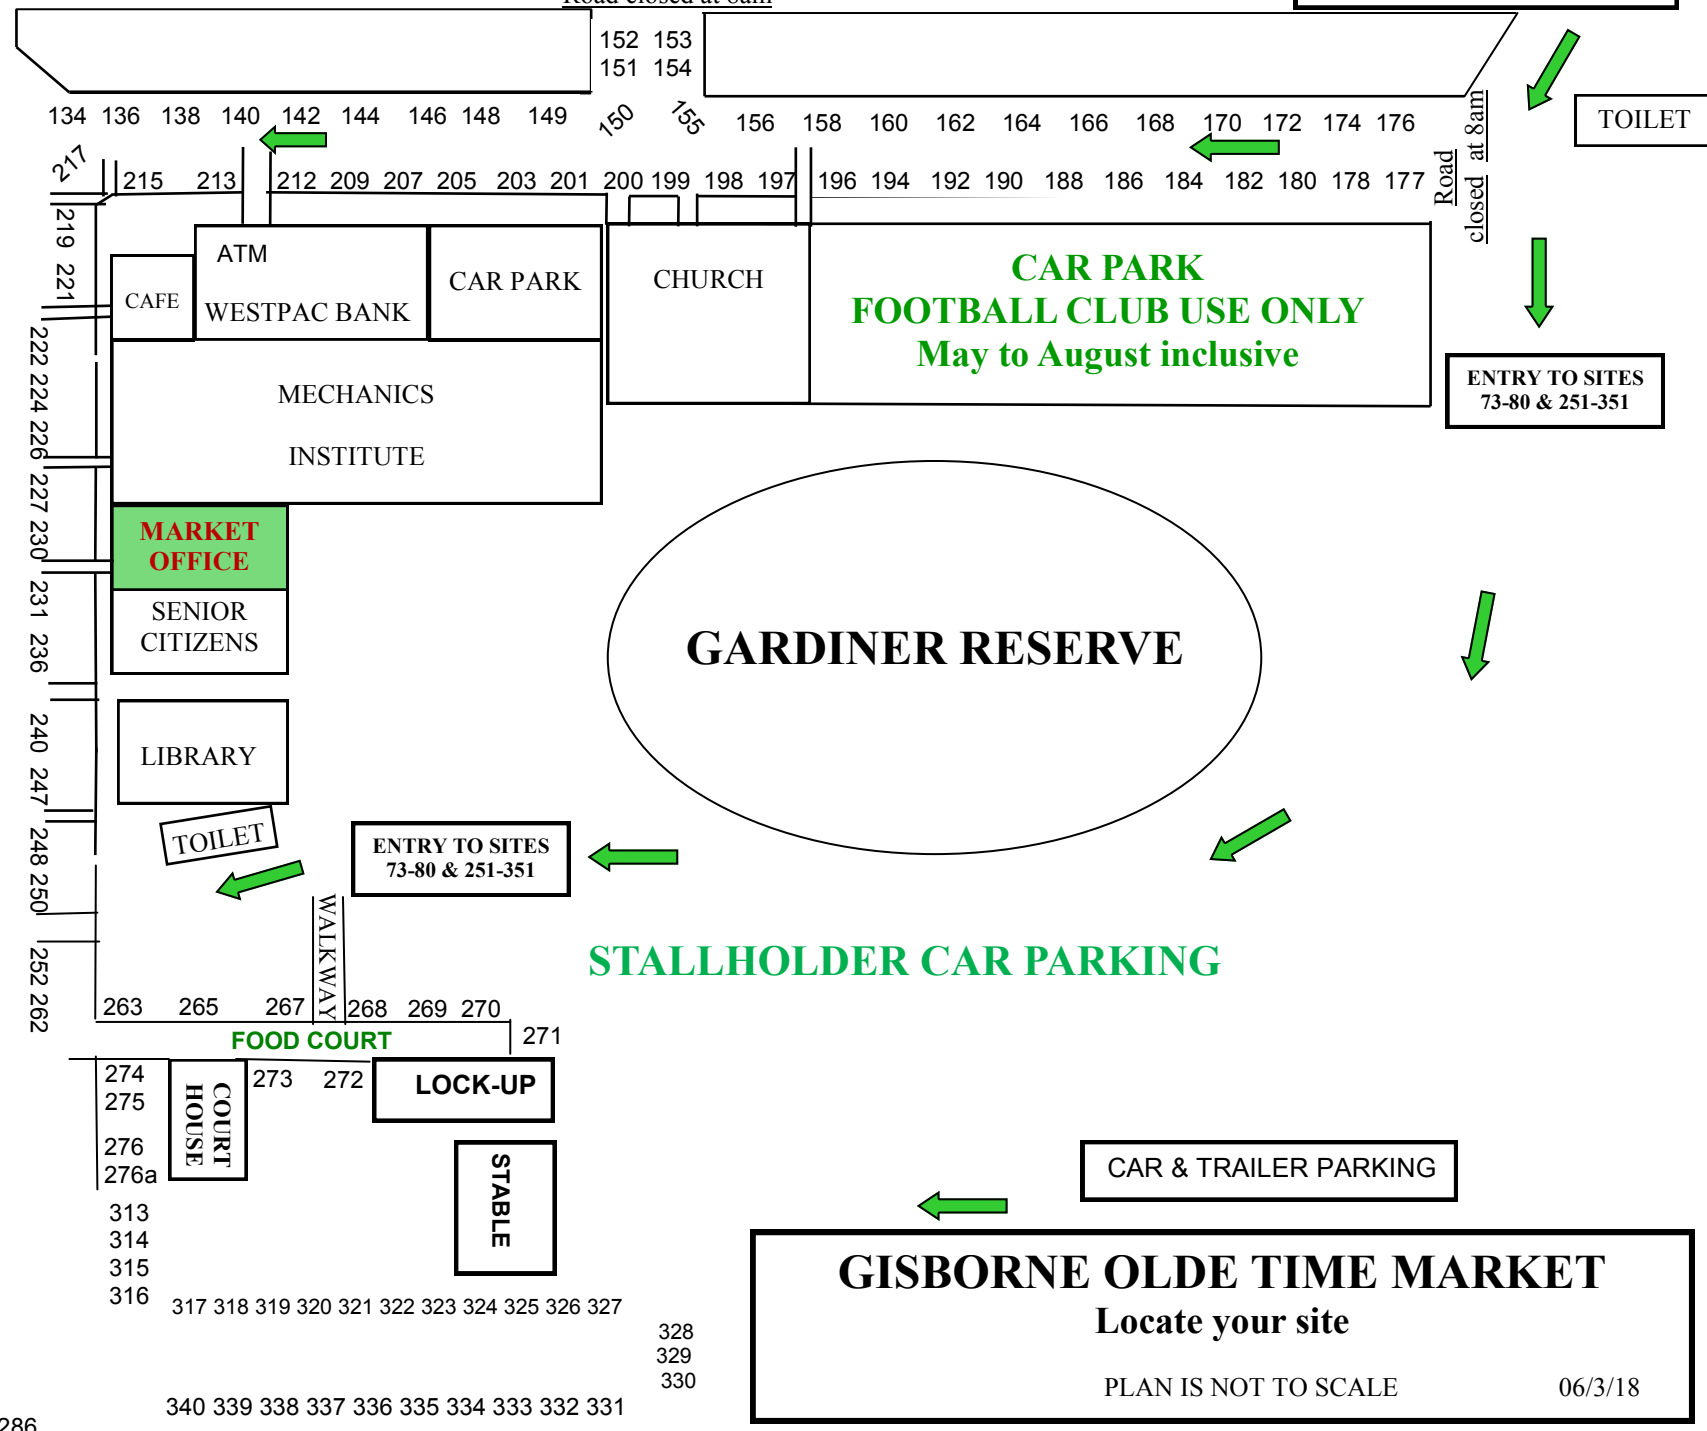 Road closed at 8am
152 153
151 154
134 136 138 140 142 144 146 148 149 150 155 156 158 160 162 164 166 168 170 172 174 176
Road closed at 8am
TOILET
217 215 213 212 209 207 205 203 201 200 199 198 197 196 194 192 190 188 186 184 182 180 178 177
219 221
222 224 226
227 230
231 236
240 247
248 250
252 262
ATM
WESTPAC BANK
CAFE
CAR PARK
CHURCH
CAR PARK
FOOTBALL CLUB USE ONLY
May to August inclusive
ENTRY TO SITES
73-80 & 251-351
MECHANICS
INSTITUTE
MARKET
OFFICE
SENIOR
CITIZENS
GARDINER RESERVE
LIBRARY
TOILET
ENTRY TO SITES
73-80 & 251-351
WALKWAY
STALLHOLDER CAR PARKING
263 265 267 268 269 270
271
FOOD COURT
274
275
276
276a
COURT
HOUSE
273 272
LOCK-UP
STABLE
313
314
315
316
317 318 319 320 321 322 323 324 325 326 327
328
329
330
340 339 338 337 336 335 334 333 332 331
286
CAR & TRAILER PARKING
GISBORNE OLDE TIME MARKET
Locate your site
PLAN IS NOT TO SCALE 06/3/18